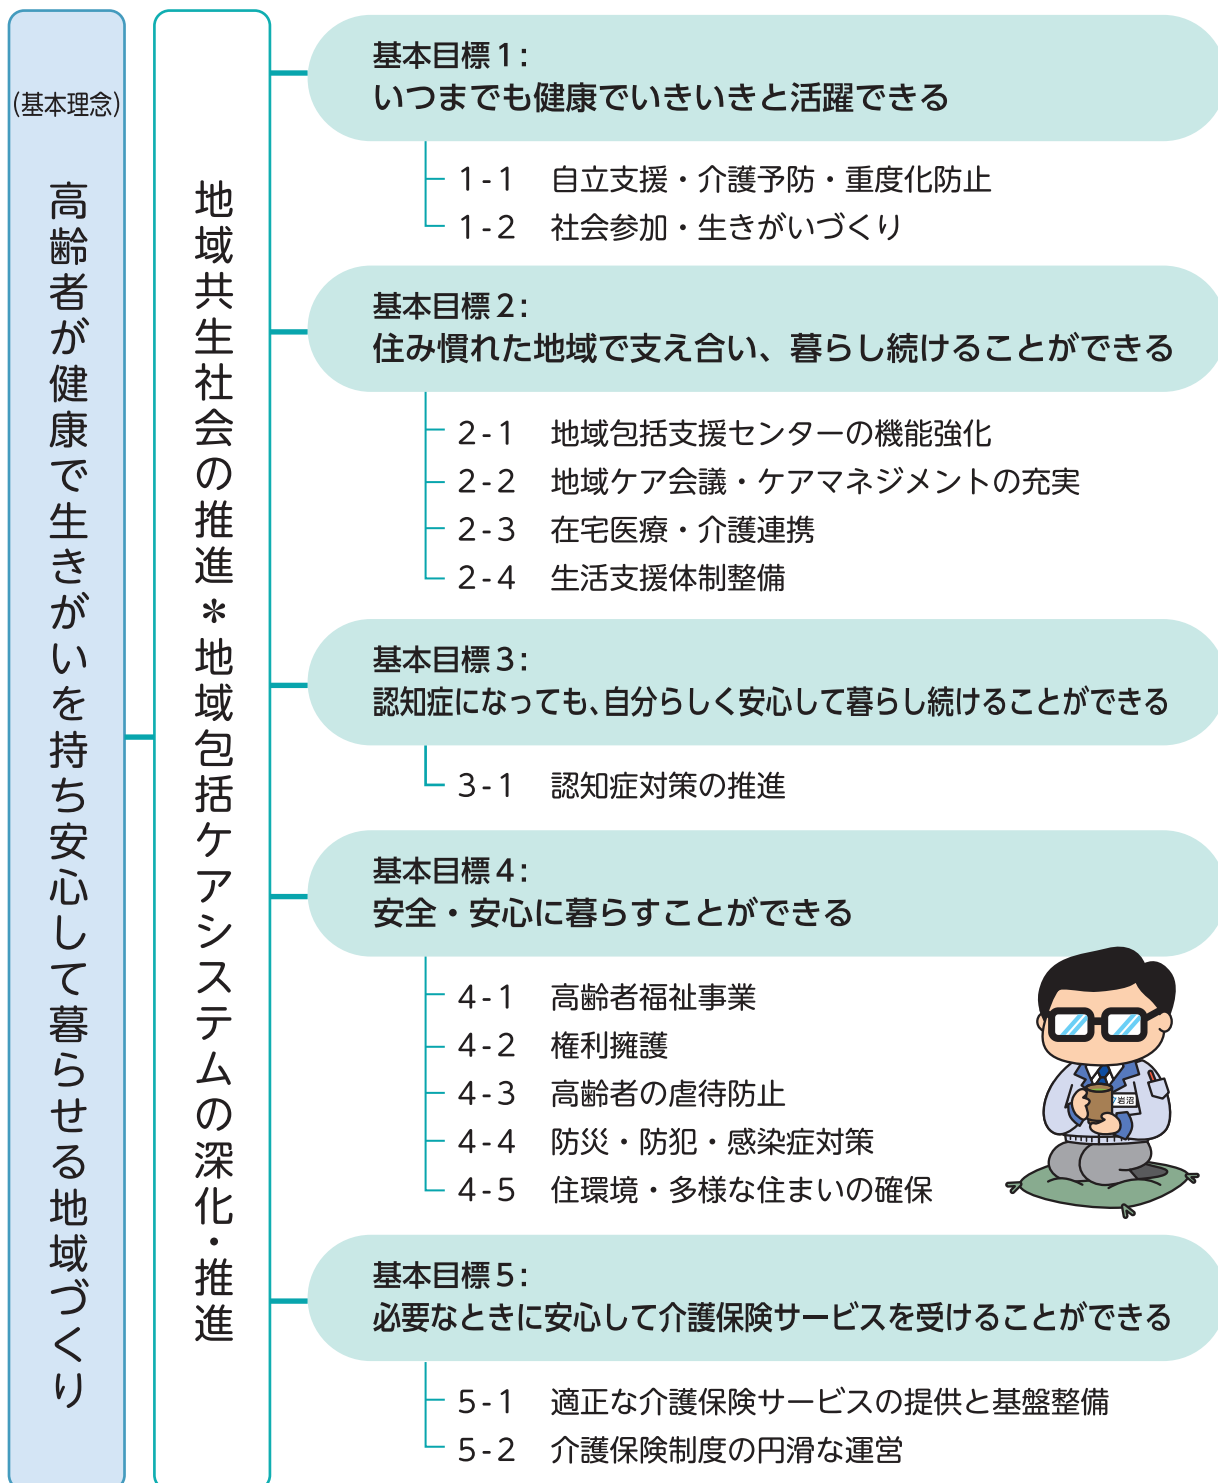 (基本理念)
高齢者が健康で生きがいを持ち安心して暮らせる地域づくり
地域共生社会の推進＊地域包括ケアシステムの深化・推進
基本目標1:
いつまでも健康でいきいきと活躍できる
1-1 自立支援・介護予防・重度化防止
1-2 社会参加・生きがいづくり
基本目標2:
住み慣れた地域で支え合い、暮らし続けることができる
2-1 地域包括支援センターの機能強化
2-2 地域ケア会議・ケアマネジメントの充実
2-3 在宅医療・介護連携
2-4 生活支援体制整備
基本目標3:
認知症になっても、自分らしく安心して暮らし続けることができる
3-1 認知症対策の推進
基本目標4:
安全・安心に暮らすことができる
4-1 高齢者福祉事業
4-2 権利擁護
4-3 高齢者の虐待防止
4-4 防災・防犯・感染症対策
4-5 住環境・多様な住まいの確保
岩沼
基本目標5:
必要なときに安心して介護保険サービスを受けることができる
5-1 適正な介護保険サービスの提供と基盤整備
5-2 介護保険制度の円滑な運営